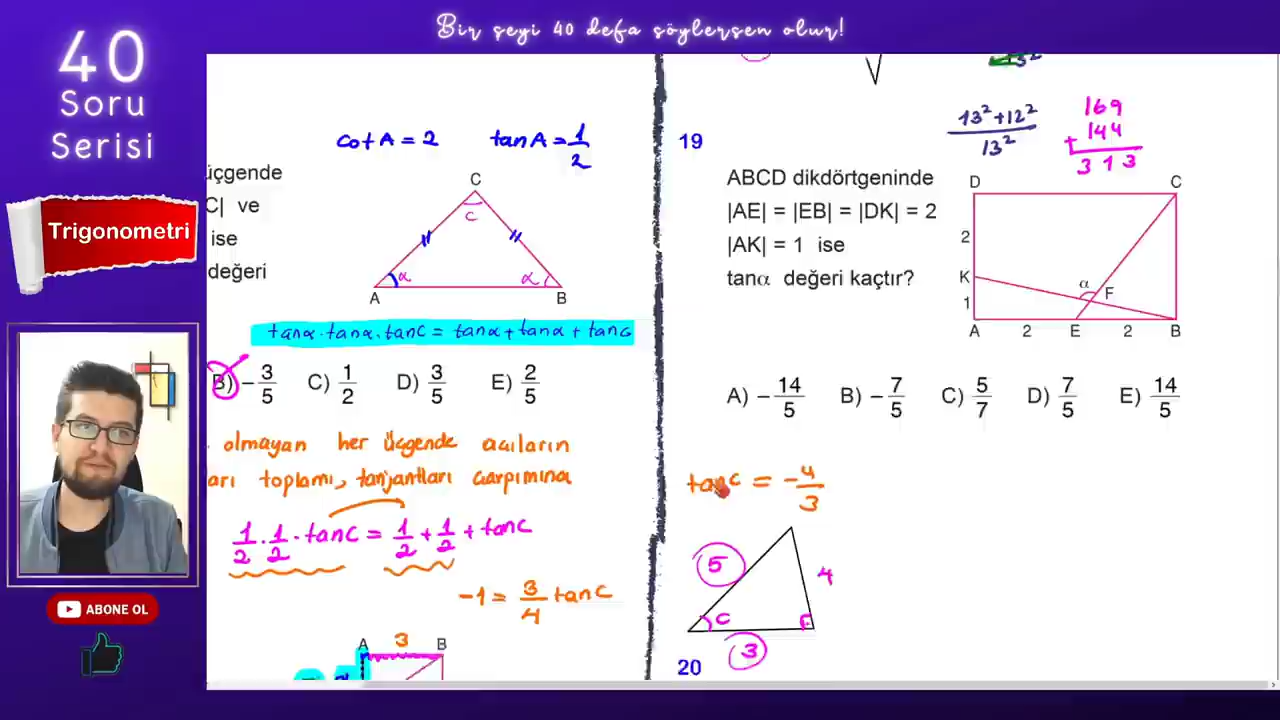 Bir şeyi 40 defa söylersen olur!
40
Soru
Serisi
Trigonometri
ABONE OL
cotA = 2 tanA = 1/2
üçgende
C| ve
ise
değeri
C
C
α α
A B
tanα.tanα.tanC = tanα + tanα + tanC
B) -3/5 C) 1/2 D) 3/5 E) 2/5
olmayan her üçgende açıların
arı toplamı, tanjantları çarpımına
1/2 . 1/2 . tanC = 1/2 + 1/2 + tanC
-1 = 3/4 tanC
A 3 B
13²+12²/13²
169
+ 144
313
19
ABCD dikdörtgeninde
|AE| = |EB| = |DK| = 2
|AK| = 1 ise
tanα değeri kaçtır?
D C
2
K α F
1
A 2 E 2 B
A) -14/5 B) -7/5 C) 5/7 D) 7/5 E) 14/5
tanC = -4/3
5 4
C
3
20